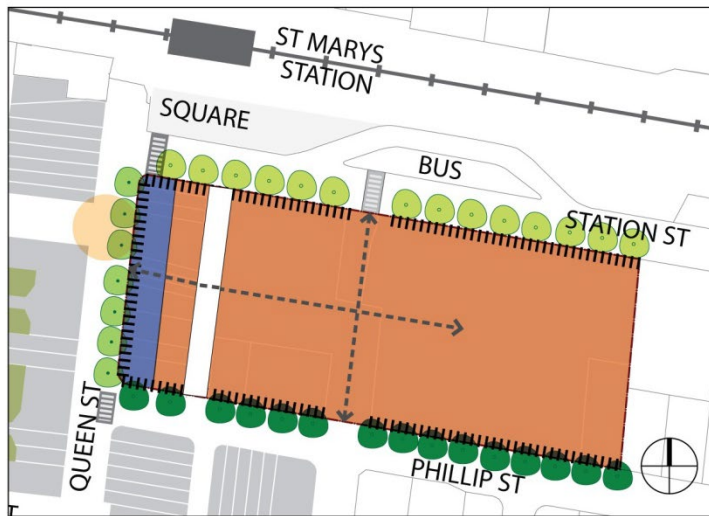 ST MARYS
STATION
SQUARE
BUS
STATION ST
QUEEN ST
PHILLIP ST